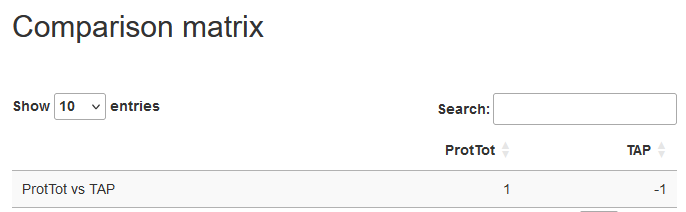 Comparison matrix
Show 10 entries
Search:
ProtTot TAP
ProtTot vs TAP 1 -1